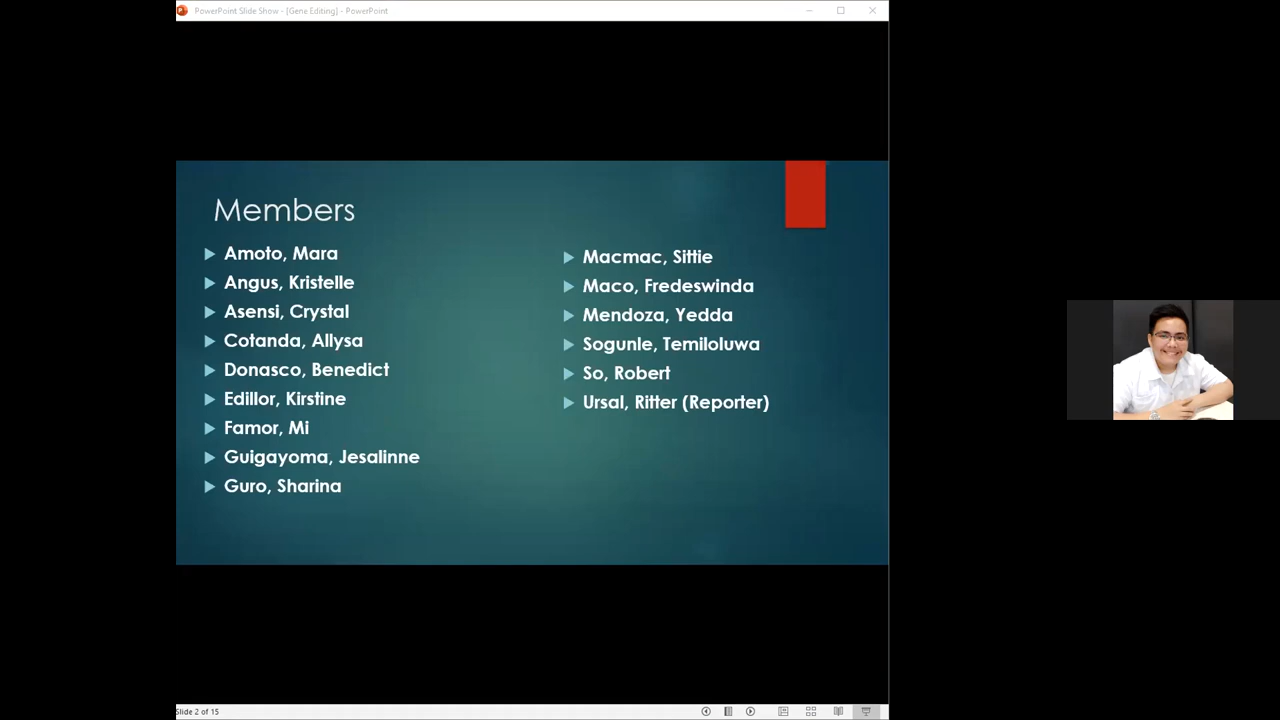 PowerPoint Slide Show - [Gene Editing] - PowerPoint
Members
Amoto, Mara
Angus, Kristelle
Asensi, Crystal
Cotanda, Allysa
Donasco, Benedict
Edillor, Kirstine
Famor, Mi
Guigayoma, Jesalinne
Guro, Sharina
Macmac, Sittie
Maco, Fredeswinda
Mendoza, Yedda
Sogunle, Temiloluwa
So, Robert
Ursal, Ritter (Reporter)
Slide 2 of 15